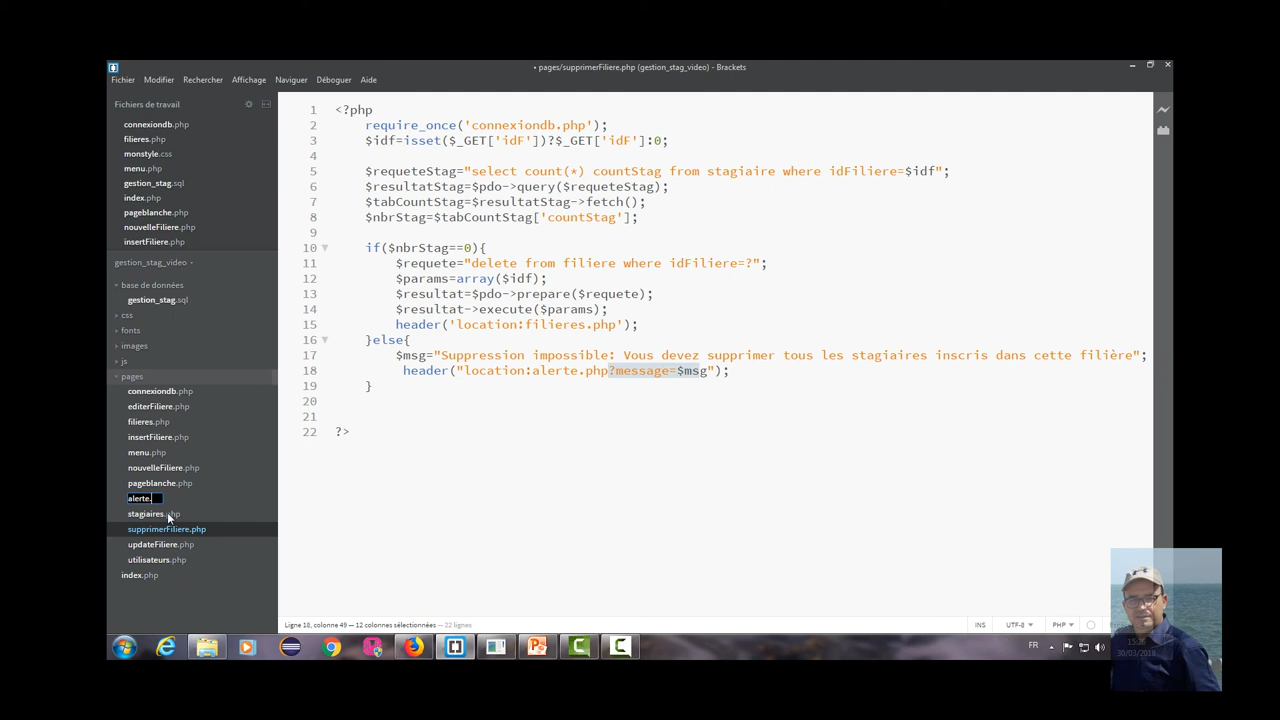 • pages/supprimerFiliere.php (gestion_stag_video) - Brackets
Fichier Modifier Rechercher Affichage Naviguer Déboguer Aide
Fichiers de travail
connexiondb.php
filieres.php
monstyle.css
menu.php
gestion_stag.sql
index.php
pageblanche.php
nouvelleFiliere.php
insertFiliere.php
gestion_stag_video
base de données
gestion_stag.sql
css
fonts
images
js
pages
connexiondb.php
editerFiliere.php
filieres.php
insertFiliere.php
menu.php
nouvelleFiliere.php
pageblanche.php
alerte.
stagiaires.php
supprimerFiliere.php
updateFiliere.php
utilisateurs.php
index.php
1 <?php
2 require_once('connexiondb.php');
3 $idf=isset($_GET['idF'])?$_GET['idF']:0;
4
5 $requeteStag="select count(*) countStag from stagiaire where idFiliere=$idf";
6 $resultatStag=$pdo->query($requeteStag);
7 $tabCountStag=$resultatStag->fetch();
8 $nbrStag=$tabCountStag['countStag'];
9
10 if($nbrStag==0){
11 $requete="delete from filiere where idFiliere=?";
12 $params=array($idf);
13 $resultat=$pdo->prepare($requete);
14 $resultat->execute($params);
15 header('location:filieres.php');
16 }else{
17 $msg="Suppression impossible: Vous devez supprimer tous les stagiaires inscris dans cette filière";
18 header("location:alerte.php?message=$msg");
19 }
20
21
22 ?>
Ligne 18, colonne 49 — 12 colonnes sélectionnées — 22 lignes
INS UTF-8 PHP
FR
15:26
30/03/2018